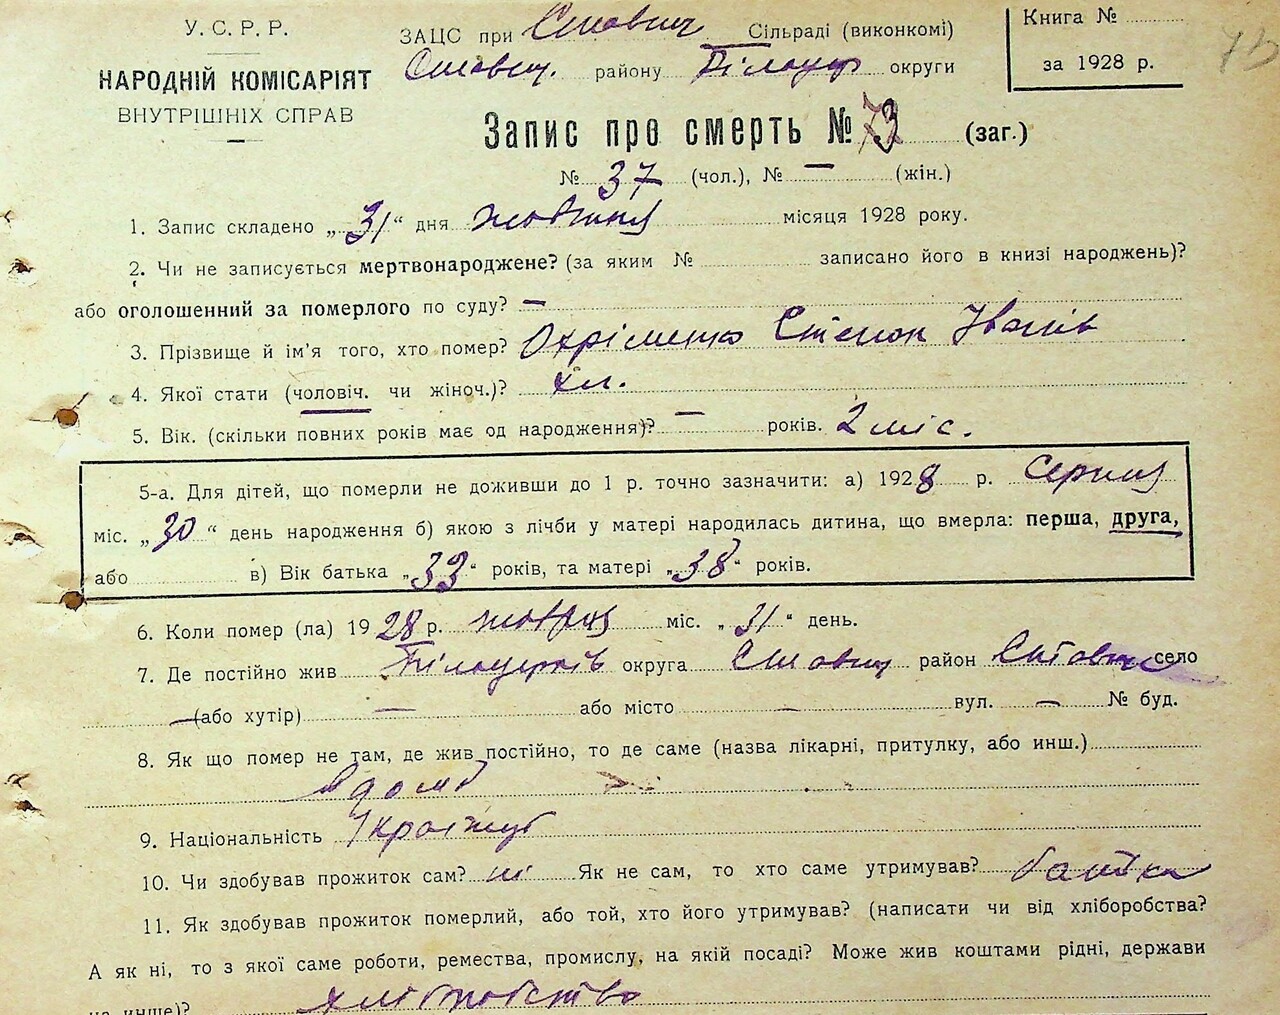 У. С. Р. Р.
НАРОДНІЙ КОМІСАРІЯТ
ВНУТРІШНІХ СПРАВ
ЗАЦС при Сільраді (виконкомі)
району округи
Книга №
за 1928 р.
Запис про смерть № 73 (заг.)
№ 37 (чол.), № — (жін.)
1. Запис складено „31“ дня жовтня місяця 1928 року.
2. Чи не записується мертвонароджене? (за яким № записано його в книзі народжень)?
або оголошенний за померлого по суду? —
3. Прізвище й ім'я того, хто помер? Охріменко Степан Іванів
4. Якої стати (чоловіч. чи жіноч.)? хл.
5. Вік. (скільки повних років має од народження)? — років. 2 міс.
5-а. Для дітей, що померли не доживши до 1 р. точно зазначити: а) 1928 р. серпня
міс. „30“ день народження б) якою з лічби у матері народилась дитина, що вмерла: перша, друга,
або в) Вік батька „33“ років, та матері „38“ років.
6. Коли помер (ла) 1928 р. жовтня міс. „31“ день.
7. Де постійно жив округа район село
—(або хутір) — або місто — вул. — № буд.
8. Як що помер не там, де жив постійно, то де саме (назва лікарні, притулку, або инш.)
вдома
9. Національність
10. Чи здобував прожиток сам? ні Як не сам, то хто саме утримував? батько
11. Як здобував прожиток померлий, або той, хто його утримував? (написати чи від хліборобства?
А як ні, то з якої саме роботи, ремества, промислу, на якій посаді? Може жив коштами рідні, держави
на инше)?